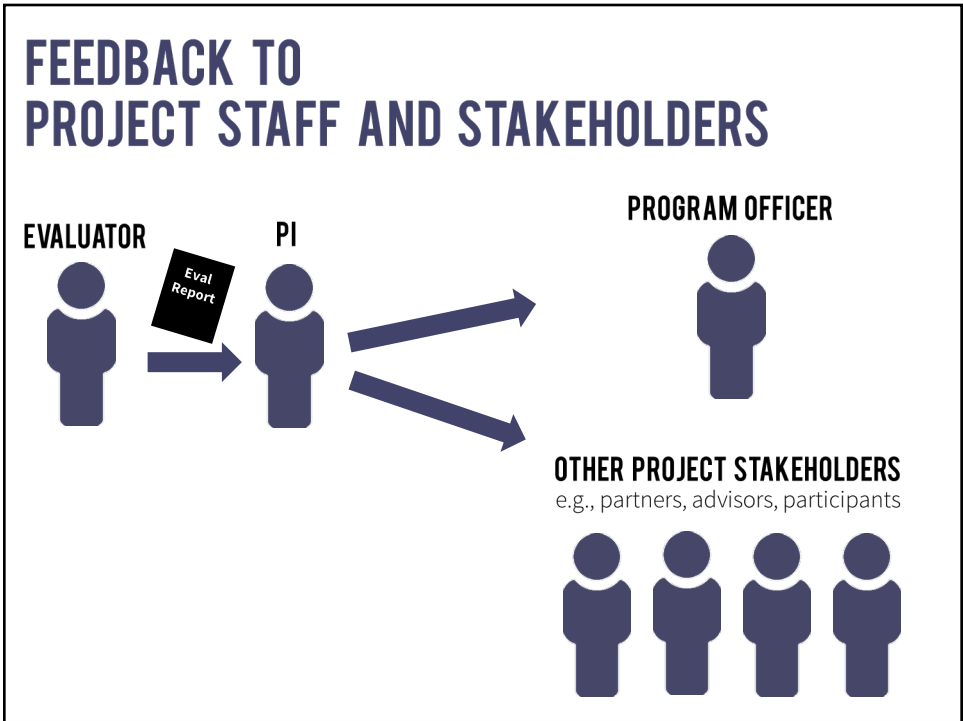 FEEDBACK TO
PROJECT STAFF AND STAKEHOLDERS
EVALUATOR
Eval
Report
PI
PROGRAM OFFICER
OTHER PROJECT STAKEHOLDERS
e.g., partners, advisors, participants